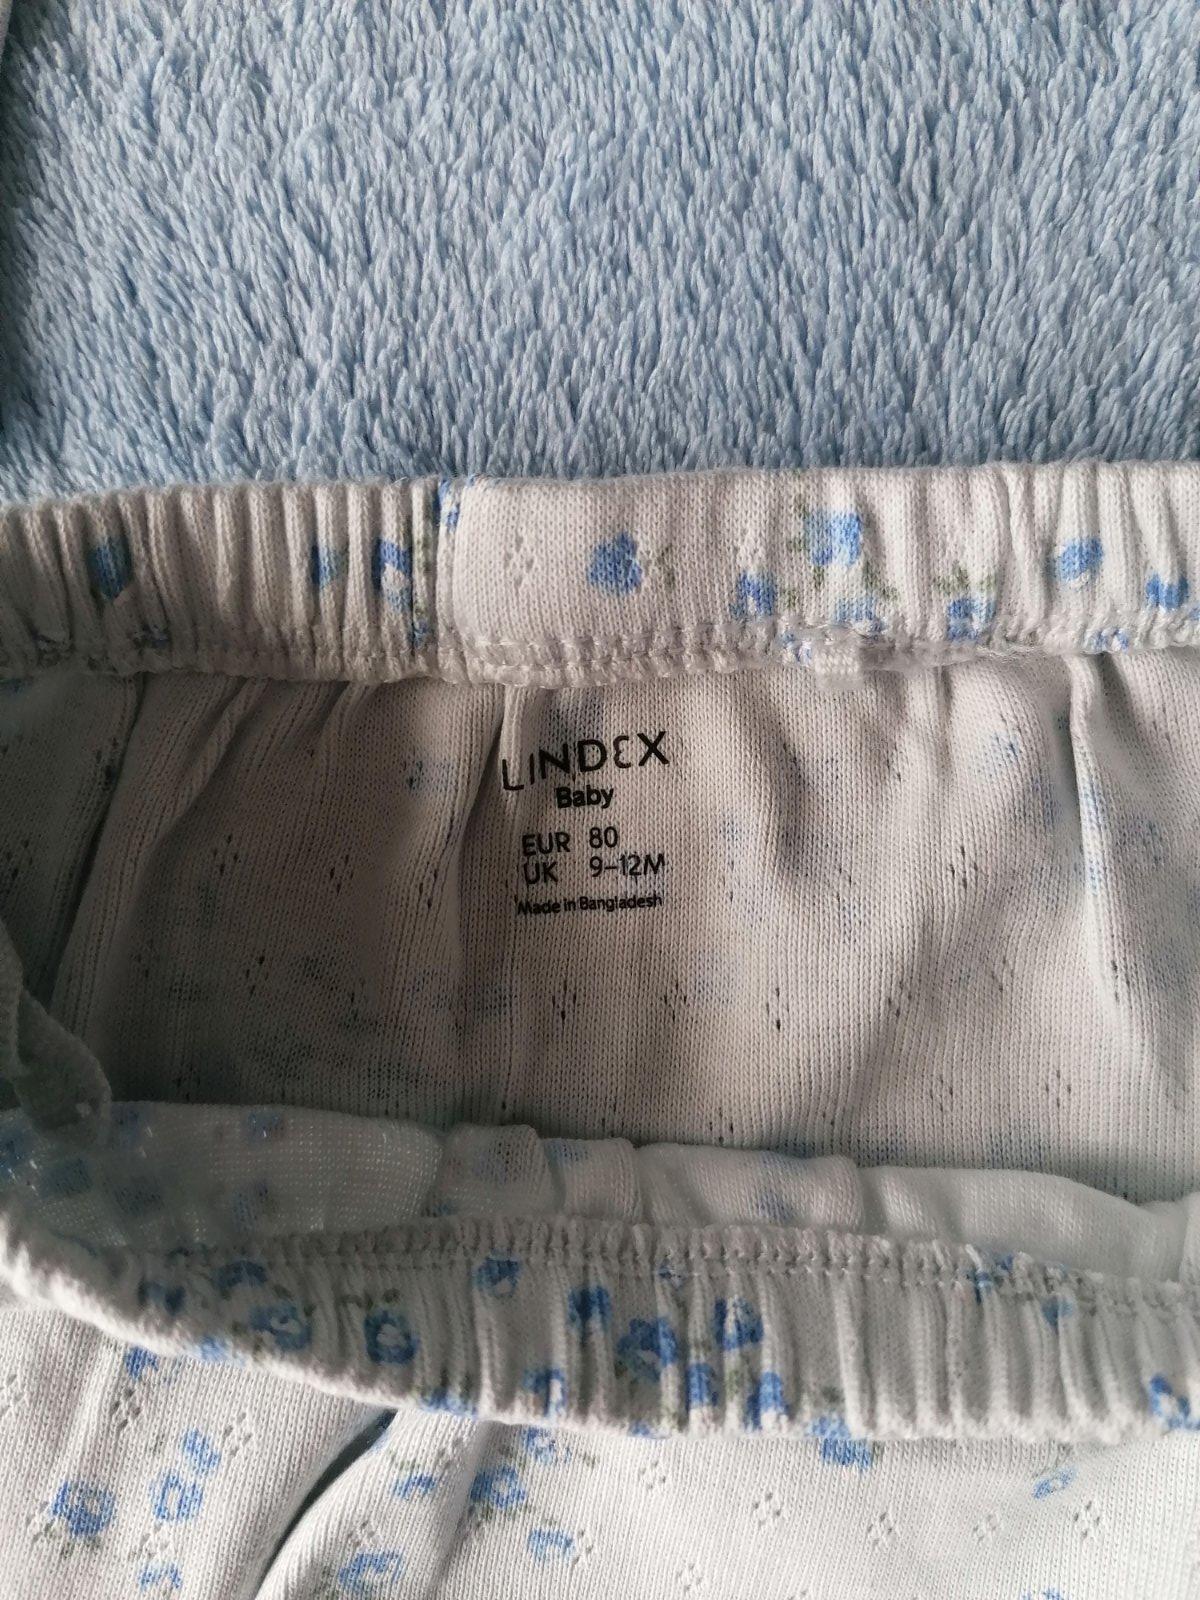 LINDEX
Baby
EUR 80
UK 9-12M
Made in Bangladesh